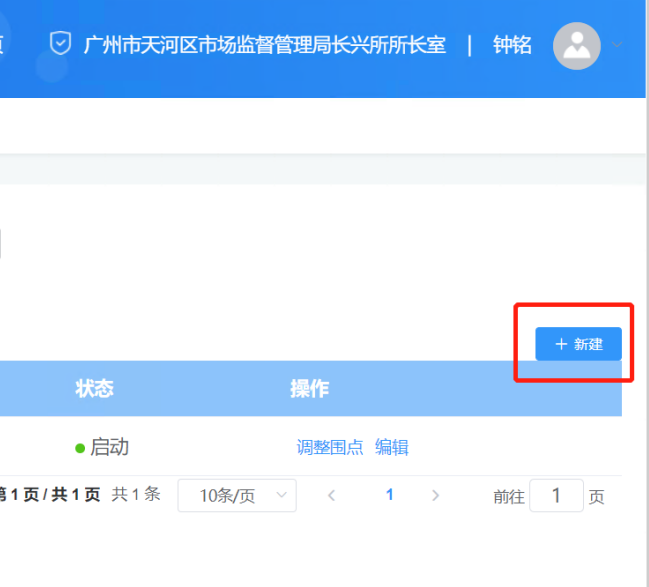 广州市天河区市场监督管理局长兴所所长室 | 钟铭
+ 新建
状态 操作
启动 调整围点 编辑
第1页/共1页 共1条 10条/页 < 1 > 前往 1 页